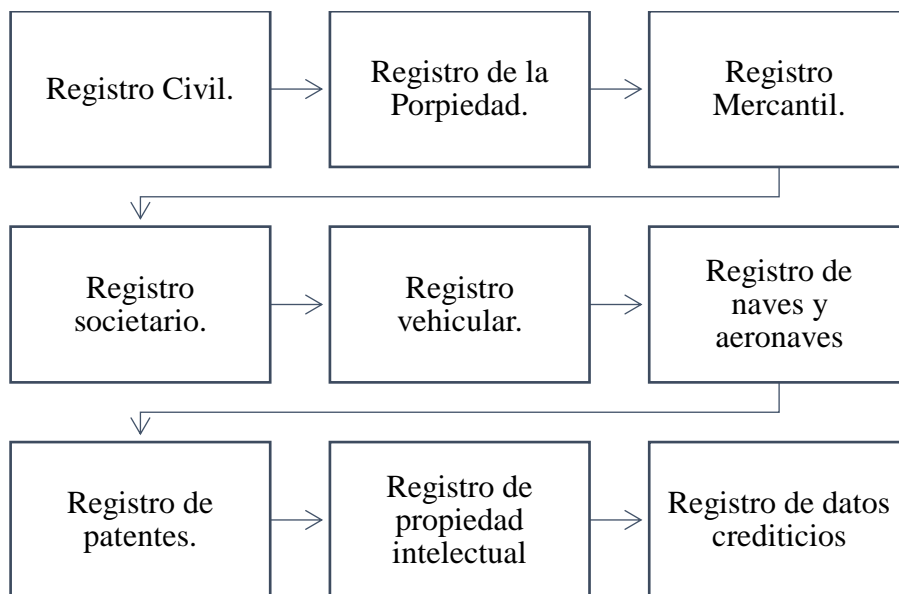 Registro Civil.
Registro de la
Porpiedad.
Registro
Mercantil.
Registro
societario.
Registro
vehicular.
Registro de
naves y
aeronaves
Registro de
patentes.
Registro de
propiedad
intelectual
Registro de datos
crediticios